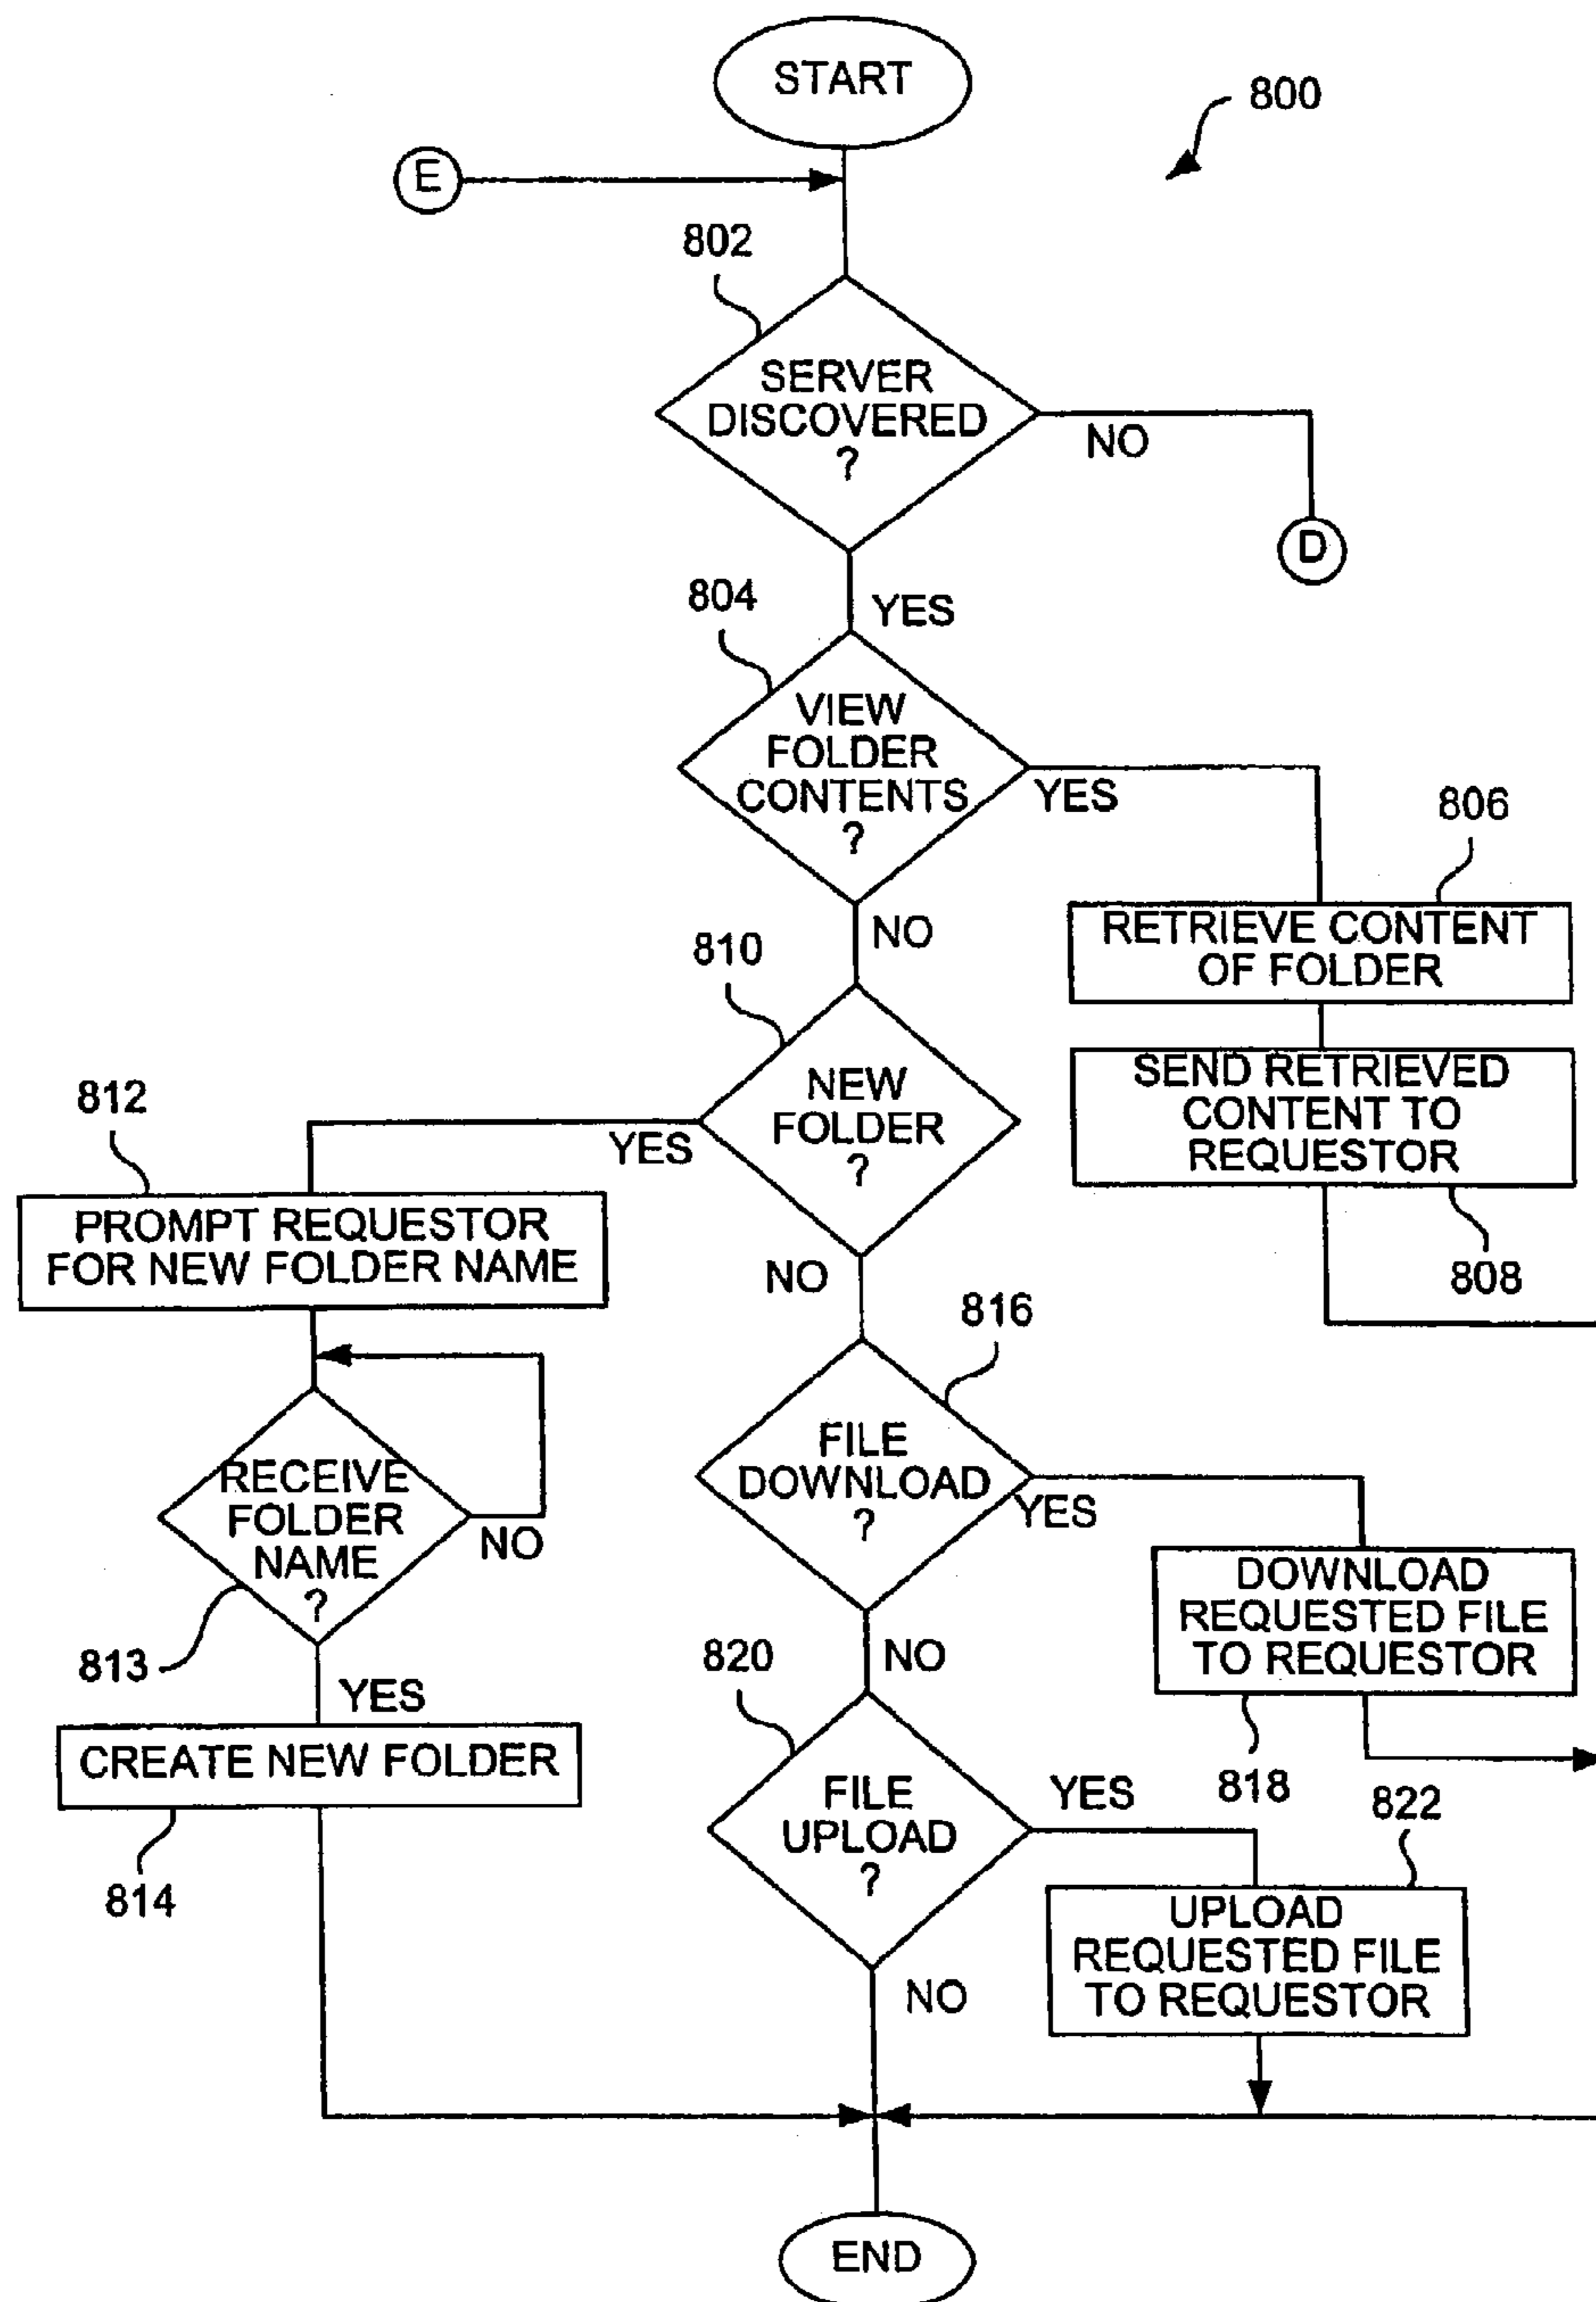 START
800
E
802
SERVER
DISCOVERED
?
NO
D
804
YES
VIEW
FOLDER
CONTENTS
?
YES
806
RETRIEVE CONTENT
OF FOLDER
NO
810
NEW
FOLDER
?
SEND RETRIEVED
CONTENT TO
REQUESTOR
808
812
YES
PROMPT REQUESTOR
FOR NEW FOLDER NAME
NO
816
RECEIVE
FOLDER
NAME
?
NO
813
YES
FILE
DOWNLOAD
?
YES
DOWNLOAD
REQUESTED FILE
TO REQUESTOR
818
820
NO
CREATE NEW FOLDER
814
FILE
UPLOAD
?
YES
822
UPLOAD
REQUESTED FILE
TO REQUESTOR
NO
END